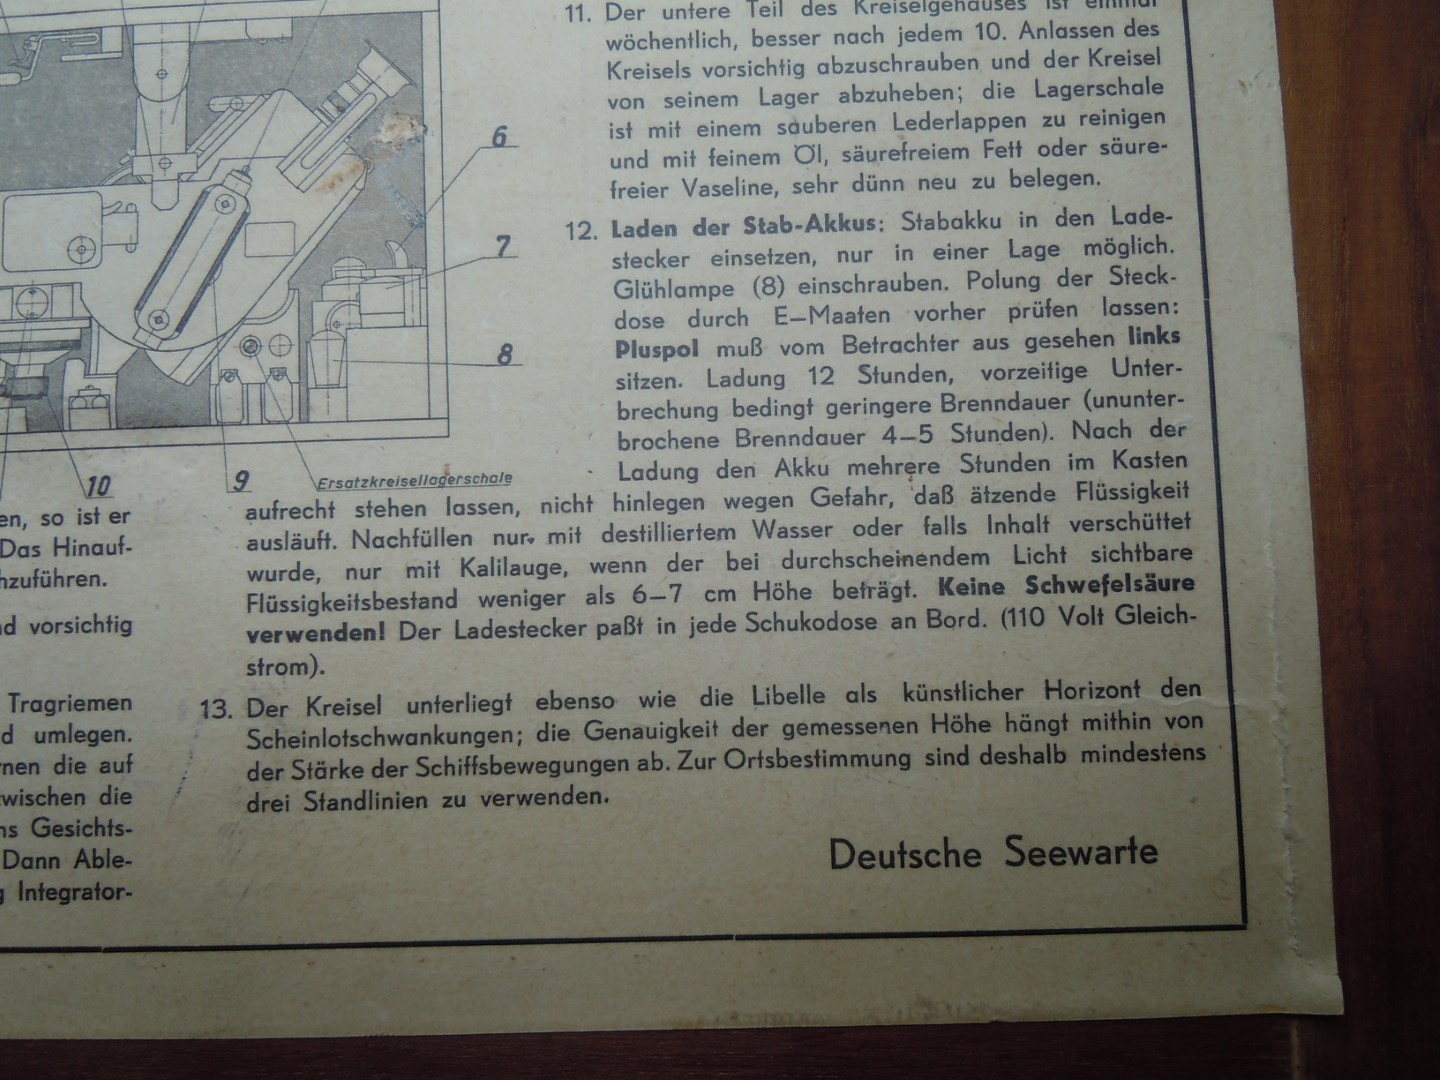 11. Der untere Teil des Kreiselgehäuses ist einmal
wöchentlich, besser nach jedem 10. Anlassen des
Kreisels vorsichtig abzuschrauben und der Kreisel
von seinem Lager abzuheben; die Lagerschale
ist mit einem sauberen Lederlappen zu reinigen
und mit feinem Öl, säurefreiem Fett oder säure-
freier Vaseline, sehr dünn neu zu belegen.
12. Laden der Stab-Akkus: Stabakku in den Lade-
stecker einsetzen, nur in einer Lage möglich.
Glühlampe (8) einschrauben. Polung der Steck-
dose durch E—Maaten vorher prüfen lassen:
Pluspol muß vom Betrachter aus gesehen links
sitzen. Ladung 12 Stunden, vorzeitige Unter-
brechung bedingt geringere Brenndauer (ununter-
brochene Brenndauer 4—5 Stunden). Nach der
Ladung den Akku mehrere Stunden im Kasten
aufrecht stehen lassen, nicht hinlegen wegen Gefahr, daß ätzende Flüssigkeit
ausläuft. Nachfüllen nur mit destilliertem Wasser oder falls Inhalt verschüttet
wurde, nur mit Kalilauge, wenn der bei durchscheinendem Licht sichtbare
Flüssigkeitsbestand weniger als 6—7 cm Höhe beträgt. Keine Schwefelsäure
verwenden! Der Ladestecker paßt in jede Schukodose an Bord. (110 Volt Gleich-
strom).
13. Der Kreisel unterliegt ebenso wie die Libelle als künstlicher Horizont den
Scheinlotschwankungen; die Genauigkeit der gemessenen Höhe hängt mithin von
der Stärke der Schiffsbewegungen ab. Zur Ortsbestimmung sind deshalb mindestens
drei Standlinien zu verwenden.
Deutsche Seewarte
6
7
8
9
10
Ersatzkreisellagerschale
en, so ist er
Das Hinauf-
hzuführen.
d vorsichtig
Tragriemen
d umlegen.
rnen die auf
zwischen die
ns Gesichts-
Dann Able-
g Integrator-